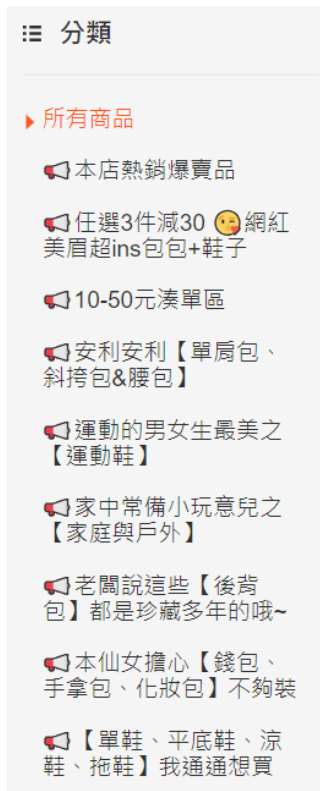 分類
所有商品
📢本店熱銷爆賣品
📢任選3件減30 😘網紅
美眉超ins包包+鞋子
📢10-50元湊單區
📢安利安利【單肩包、
斜挎包&腰包】
📢運動的男女生最美之
【運動鞋】
📢家中常備小玩意兒之
【家庭與戶外】
📢老闆說這些【後背
包】都是珍藏多年的哦~
📢本仙女擔心【錢包、
手拿包、化妝包】不夠裝
📢【單鞋、平底鞋、涼
鞋、拖鞋】我通通想買